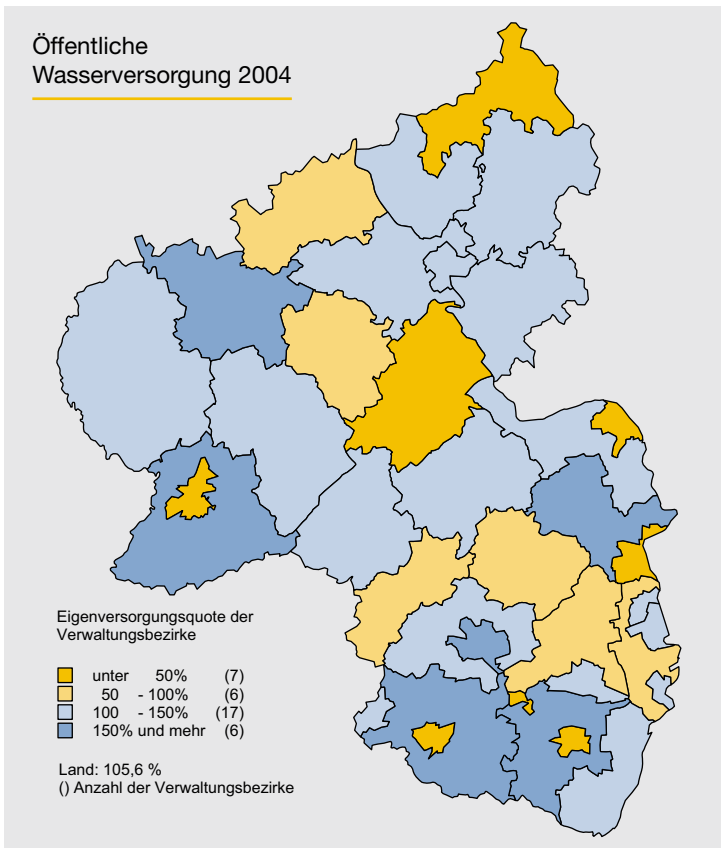 Öffentliche
Wasserversorgung 2004
Eigenversorgungsquote der
Verwaltungsbezirke
unter 50% (7)
50 - 100% (6)
100 - 150% (17)
150% und mehr (6)
Land: 105,6 %
() Anzahl der Verwaltungsbezirke